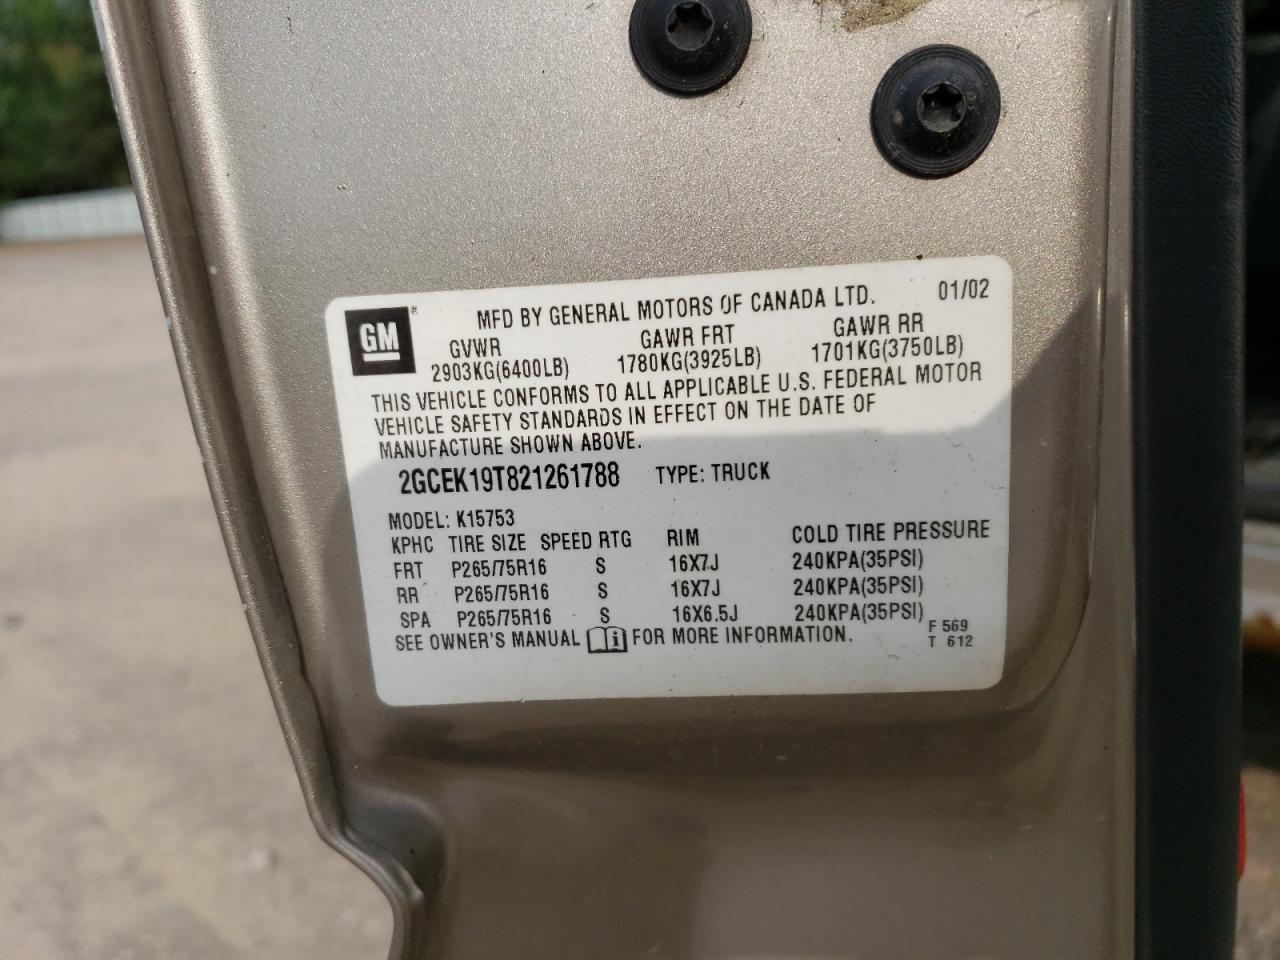 GM®
MFD BY GENERAL MOTORS OF CANADA LTD. 01/02
GVWR GAWR FRT GAWR RR
2903KG(6400LB) 1780KG(3925LB) 1701KG(3750LB)
THIS VEHICLE CONFORMS TO ALL APPLICABLE U.S. FEDERAL MOTOR
VEHICLE SAFETY STANDARDS IN EFFECT ON THE DATE OF
MANUFACTURE SHOWN ABOVE.
2GCEK19T821261788 TYPE: TRUCK
MODEL: K15753
KPHC TIRE SIZE SPEED RTG RIM COLD TIRE PRESSURE
FRT P265/75R16 S 16X7J 240KPA(35PSI)
RR P265/75R16 S 16X7J 240KPA(35PSI)
SPA P265/75R16 S 16X6.5J 240KPA(35PSI)
SEE OWNER'S MANUAL i FOR MORE INFORMATION.
F 569
T 612